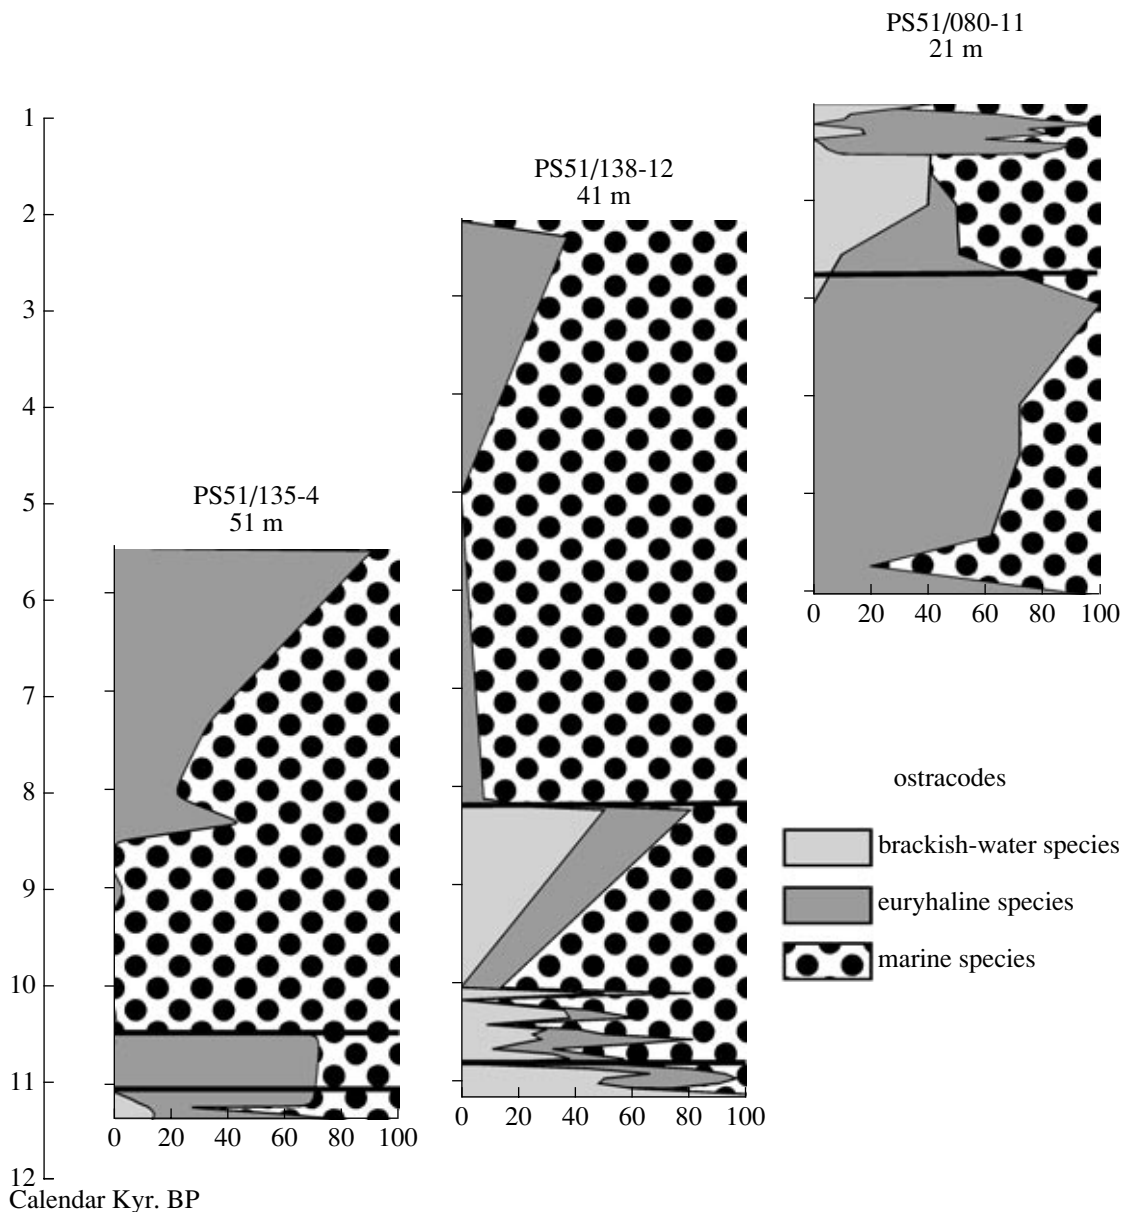 PS51/080-11
21 m
1
PS51/138-12
41 m
2
3
4
PS51/135-4
51 m
5
6
0 20 40 60 80 100
7
ostracodes
8
brackish-water species
9
euryhaline species
marine species
10
11
0 20 40 60 80 100
0 20 40 60 80 100
12
Calendar Kyr. BP